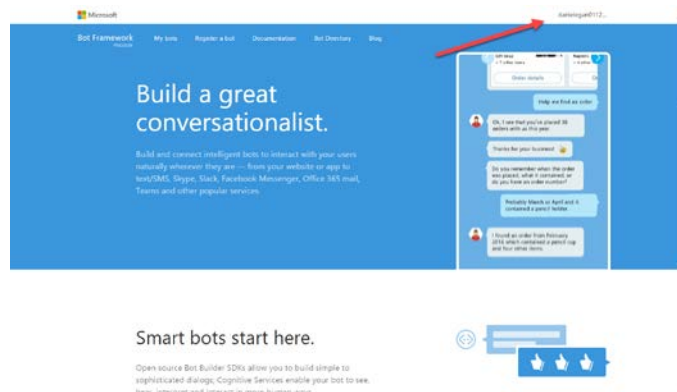 Microsoft
Bot Framework
My bots
Register a bot
Documentation
Bot Directory
Blog
Build a great
conversationalist.
Build and connect intelligent bots to interact with your users
naturally wherever they are — from your website or app to
text/SMS, Skype, Slack, Facebook Messenger, Office 365 mail,
Teams and other popular services.
Order details
Help me find an order
Ok, I see that you've placed 38
orders with us this year.
Thanks for your business!
Do you remember when the order
was placed, what it contained, or
do you have an order number?
Probably March or April and it
contained a pencil holder
I found an order from February
2016 which contained a pencil cup
and four other items.
Smart bots start here.
Open source Bot Builder SDKs allow you to build simple to
sophisticated dialogs; Cognitive Services enable your bot to see,